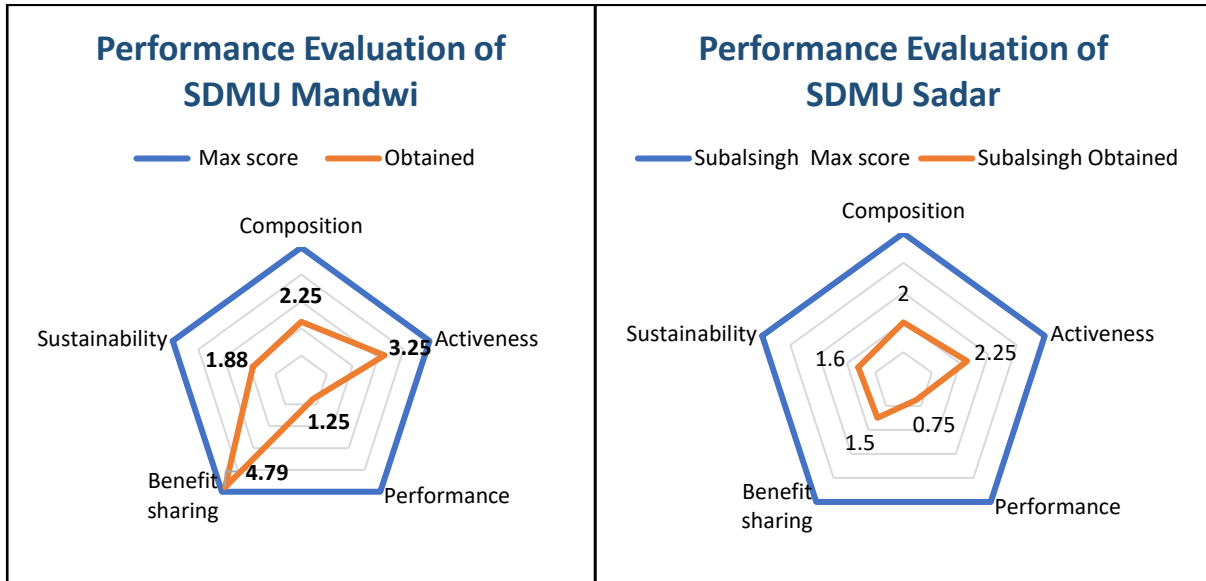 Performance Evaluation of
SDMU Mandwi
Max score Obtained
Composition
2.25
Sustainability
1.88
3.25
Activeness
1.25
4.79
Benefit
sharing
Performance
Performance Evaluation of
SDMU Sadar
Subalsingh Max score Subalsingh Obtained
Composition
2
Sustainability
1.6
2.25
Activeness
1.5
0.75
Benefit
sharing
Performance